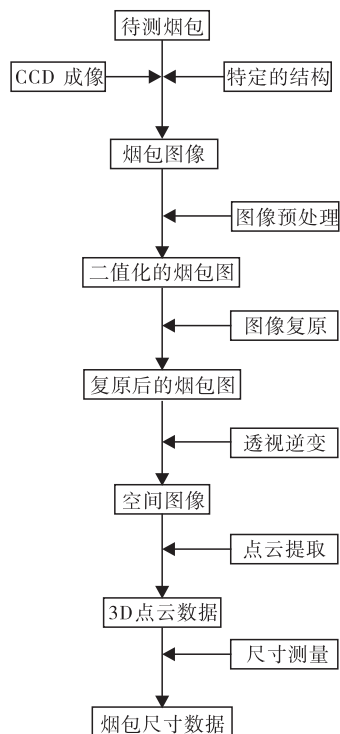 待测烟包
CCD 成像
特定的结构
烟包图像
图像预处理
二值化的烟包图
图像复原
复原后的烟包图
透视逆变
空间图像
点云提取
3D点云数据
尺寸测量
烟包尺寸数据